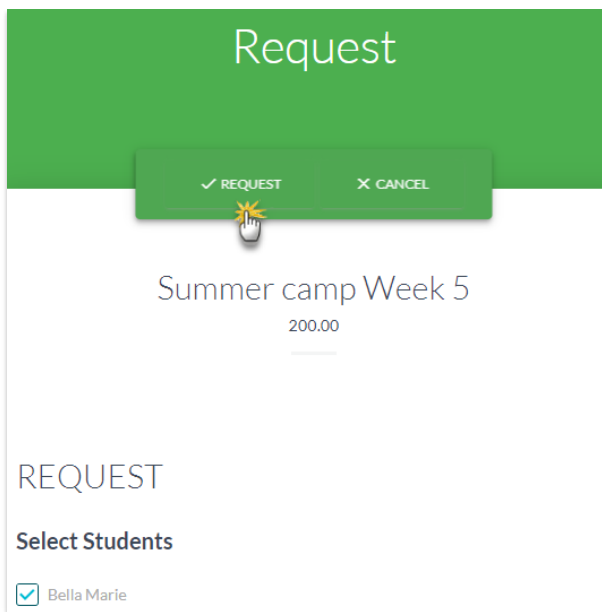 Request
REQUEST CANCEL
Summer camp Week 5
200.00
REQUEST
Select Students
Bella Marie